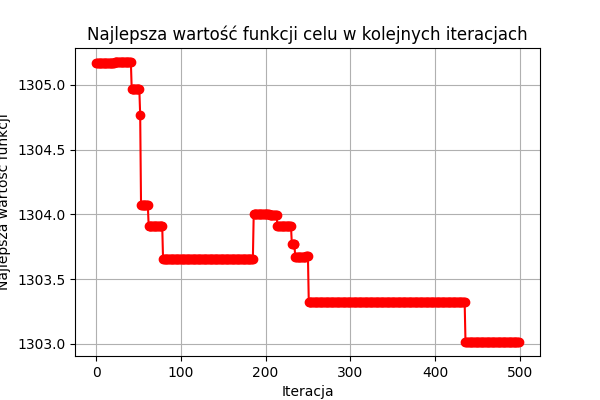 Najlepsza wartość funkcji celu w kolejnych iteracjach
Najlepsza wartość funkcji
1305.0
1304.5
1304.0
1303.5
1303.0
0 100 200 300 400 500
Iteracja